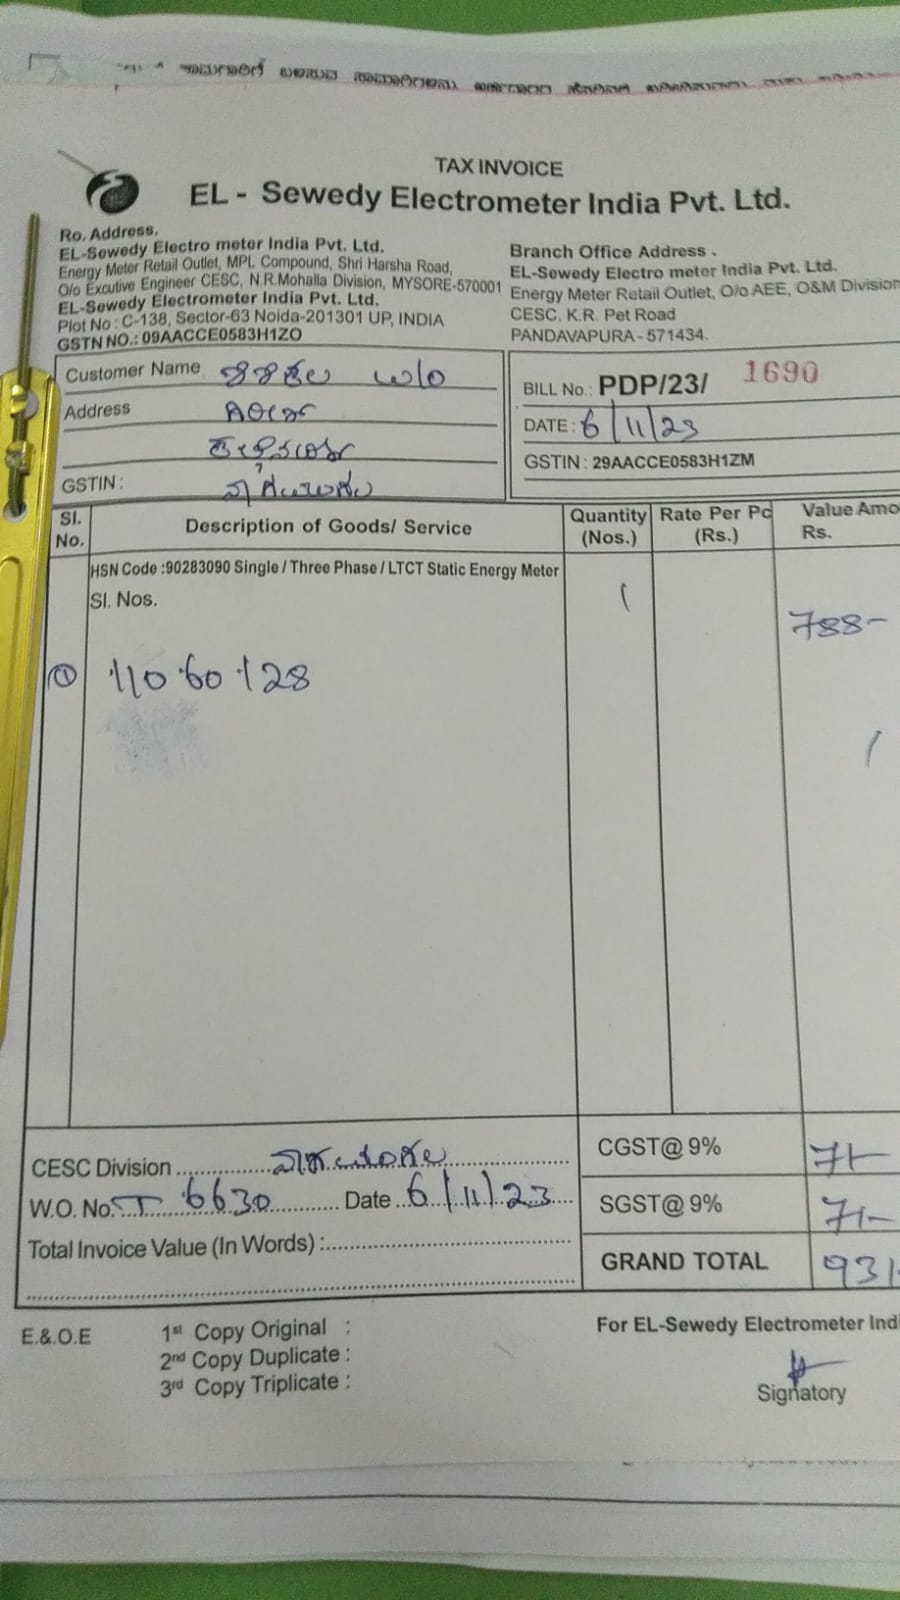 TAX INVOICE
EL - Sewedy Electrometer India Pvt. Ltd.
Ro. Address.
EL-Sewedy Electro meter India Pvt. Ltd.
Energy Meter Retail Outlet, MPL Compound, Shri Harsha Road,
O/o Excutive Engineer CESC, N.R.Mohalla Division, MYSORE-570001
EL-Sewedy Electrometer India Pvt. Ltd.
Plot No : C-138, Sector-63 Noida-201301 UP, INDIA
GSTN NO.: 09AACCE0583H1ZO
Branch Office Address .
EL-Sewedy Electro meter India Pvt. Ltd.
Energy Meter Retail Outlet, O/o AEE, O&M Division
CESC. K.R. Pet Road
PANDAVAPURA - 571434.
Customer Name
Address
GSTIN :
BILL No.: PDP/23/ 1690
DATE : 6/11/23
GSTIN : 29AACCE0583H1ZM
Sl. No. Description of Goods/ Service Quantity (Nos.) Rate Per Pc (Rs.) Value Amo Rs.
HSN Code :90283090 Single / Three Phase / LTCT Static Energy Meter
Sl. Nos. 1 788-
① 11060128
CESC Division
W.O. No. T 6630 Date 6/11/23
Total Invoice Value (In Words) :
CGST@ 9% 71-
SGST@ 9% 71-
GRAND TOTAL 931
E.&.O.E
1st Copy Original :
2nd Copy Duplicate :
3rd Copy Triplicate :
For EL-Sewedy Electrometer Indi
Signatory